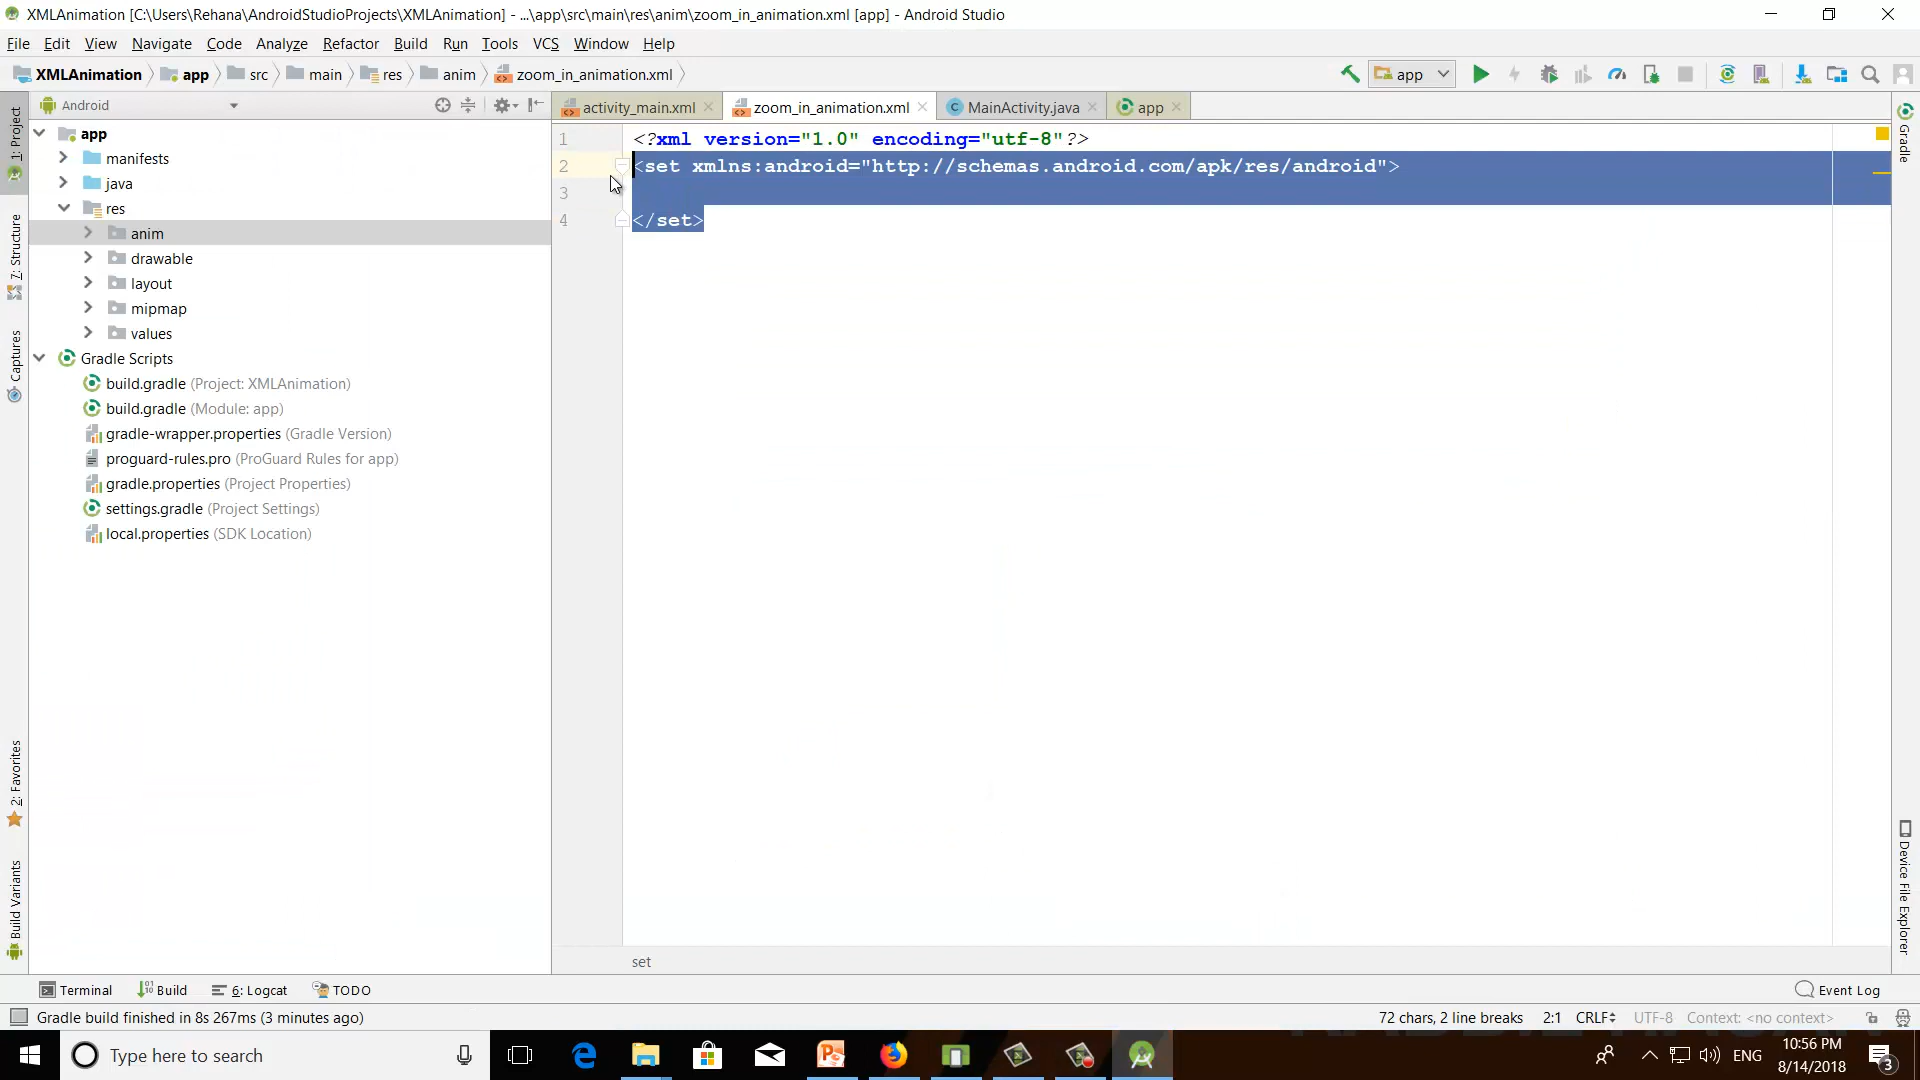 XMLAnimation [C:\Users\Rehana\AndroidStudioProjects\XMLAnimation] - ...\app\src\main\res\anim\zoom_in_animation.xml [app] - Android Studio
File Edit View Navigate Code Analyze Refactor Build Run Tools VCS Window Help
XMLAnimation app src main res anim zoom_in_animation.xml app
Android activity_main.xml zoom_in_animation.xml MainActivity.java app
1: Project
7: Structure
Captures
2: Favorites
Build Variants
app
manifests
java
res
anim
drawable
layout
mipmap
values
Gradle Scripts
build.gradle (Project: XMLAnimation)
build.gradle (Module: app)
gradle-wrapper.properties (Gradle Version)
proguard-rules.pro (ProGuard Rules for app)
gradle.properties (Project Properties)
settings.gradle (Project Settings)
local.properties (SDK Location)
1 <?xml version="1.0" encoding="utf-8"?>
2 <set xmlns:android="http://schemas.android.com/apk/res/android">
3
4 </set>
set
Gradle
Device File Explorer
Terminal Build 6: Logcat TODO Event Log
Gradle build finished in 8s 267ms (3 minutes ago) 72 chars, 2 line breaks 2:1 CRLF UTF-8 Context: <no context>
Type here to search ENG 10:56 PM
8/14/2018 3